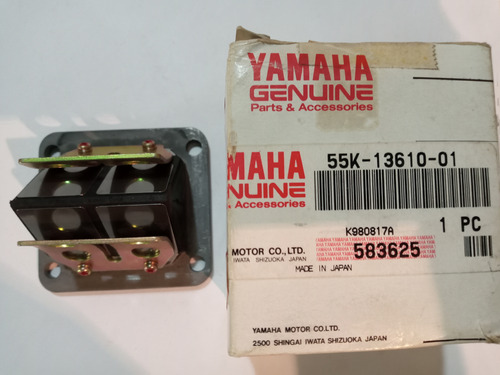 YAMAHA
GENUINE
Parts & Accessories
MAHA
NUINE
& Accessories
55K-13610-01
K980817A
1 PC
583625
MOTOR CO., LTD.
IWATA SHIZUOKA JAPAN
MADE IN JAPAN
YAMAHA MOTOR CO.LTD.
2500 SHINGAI IWATA SHIZUOKA JAPAN